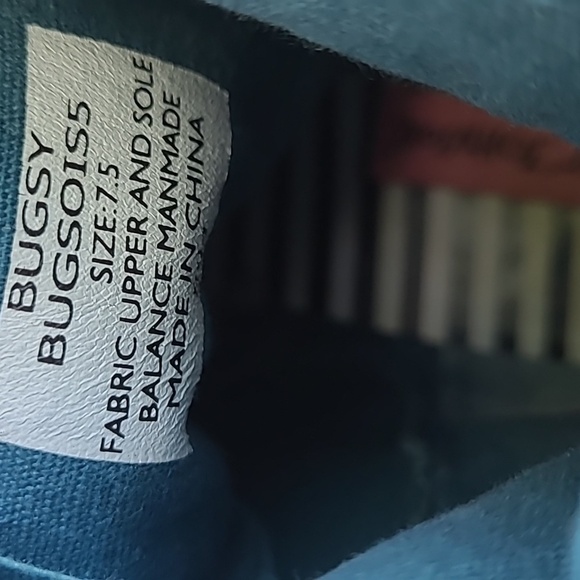 BUGSY
BUGSOIS5
SIZE:7.5
FABRIC UPPER AND SOLE
BALANCE MANMADE
MADE IN CHINA